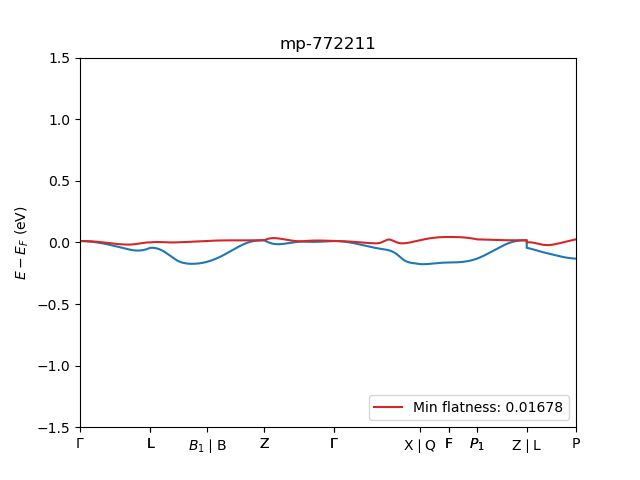 mp-772211
1.5
1.0
0.5
0.0
−0.5
−1.0
−1.5
E − E_F (eV)
Min flatness: 0.01678
Γ L B₁ | B Z Γ X | Q F P₁ Z | L P